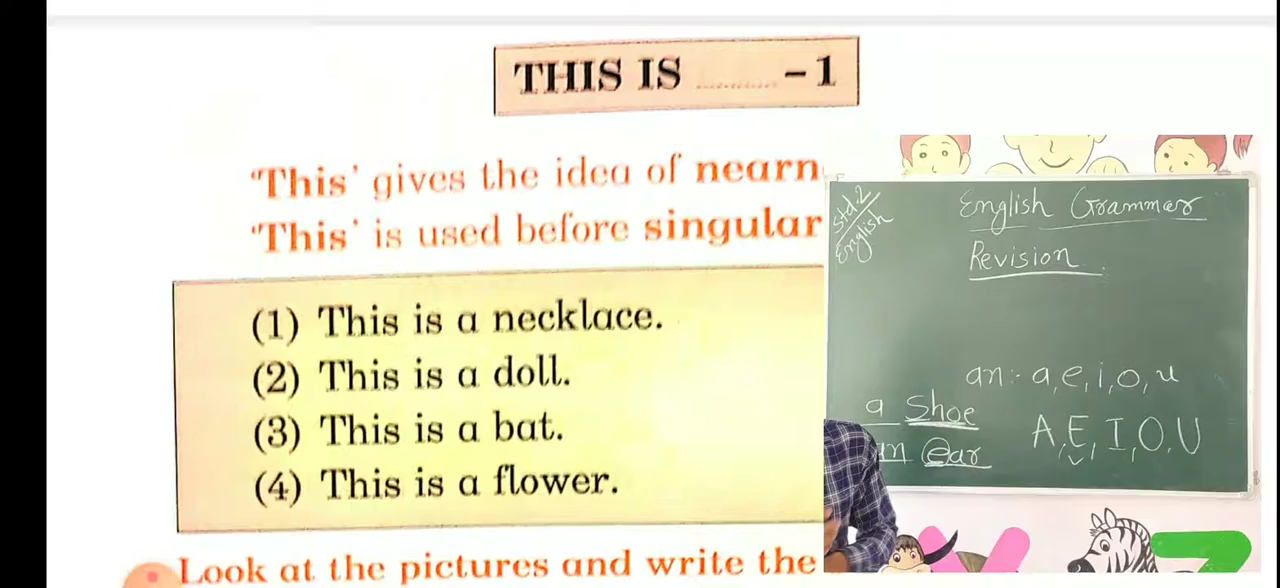 THIS IS ............ – 1
'This' gives the idea of nearn
'This' is used before singular
(1) This is a necklace.
(2) This is a doll.
(3) This is a bat.
(4) This is a flower.
Look at the pictures and write the
Std.2
English
English Grammar
Revision
an :- a, e, i, o, u
a Shoe
an Ear
A, E, I, O, U